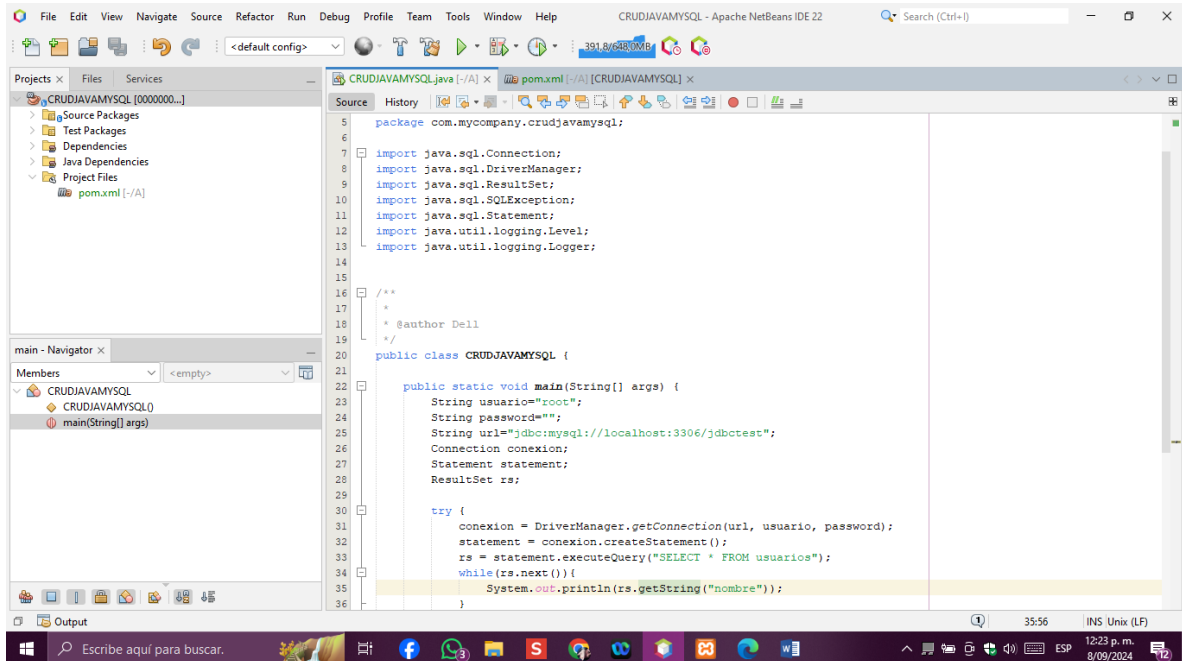 File Edit View Navigate Source Refactor Run Debug Profile Team Tools Window Help CRUDJAVAMYSQL - Apache NetBeans IDE 22 Search (Ctrl+I)
<default config> 391,8/648,0MB
Projects Files Services
CRUDJAVAMYSQL.java [-/A] pom.xml [-/A] [CRUDJAVAMYSQL]
CRUDJAVAMYSQL [0000000...]
Source Packages
Test Packages
Dependencies
Java Dependencies
Project Files
pom.xml [-/A]
main - Navigator
Members <empty>
CRUDJAVAMYSQL
CRUDJAVAMYSQL()
main(String[] args)
Source History
5 package com.mycompany.crudjavamysql;
6
7 import java.sql.Connection;
8 import java.sql.DriverManager;
9 import java.sql.ResultSet;
10 import java.sql.SQLException;
11 import java.sql.Statement;
12 import java.util.logging.Level;
13 import java.util.logging.Logger;
14
15
16 /**
17 *
18 * @author Dell
19 */
20 public class CRUDJAVAMYSQL {
21
22 public static void main(String[] args) {
23 String usuario="root";
24 String password="";
25 String url="jdbc:mysql://localhost:3306/jdbctest";
26 Connection conexion;
27 Statement statement;
28 ResultSet rs;
29
30 try {
31 conexion = DriverManager.getConnection(url, usuario, password);
32 statement = conexion.createStatement();
33 rs = statement.executeQuery("SELECT * FROM usuarios");
34 while(rs.next()){
35 System.out.println(rs.getString("nombre"));
36 }
Output 1 35:56 INS Unix (LF)
Escribe aquí para buscar. 3 ESP 12:23 p. m.
8/09/2024 12